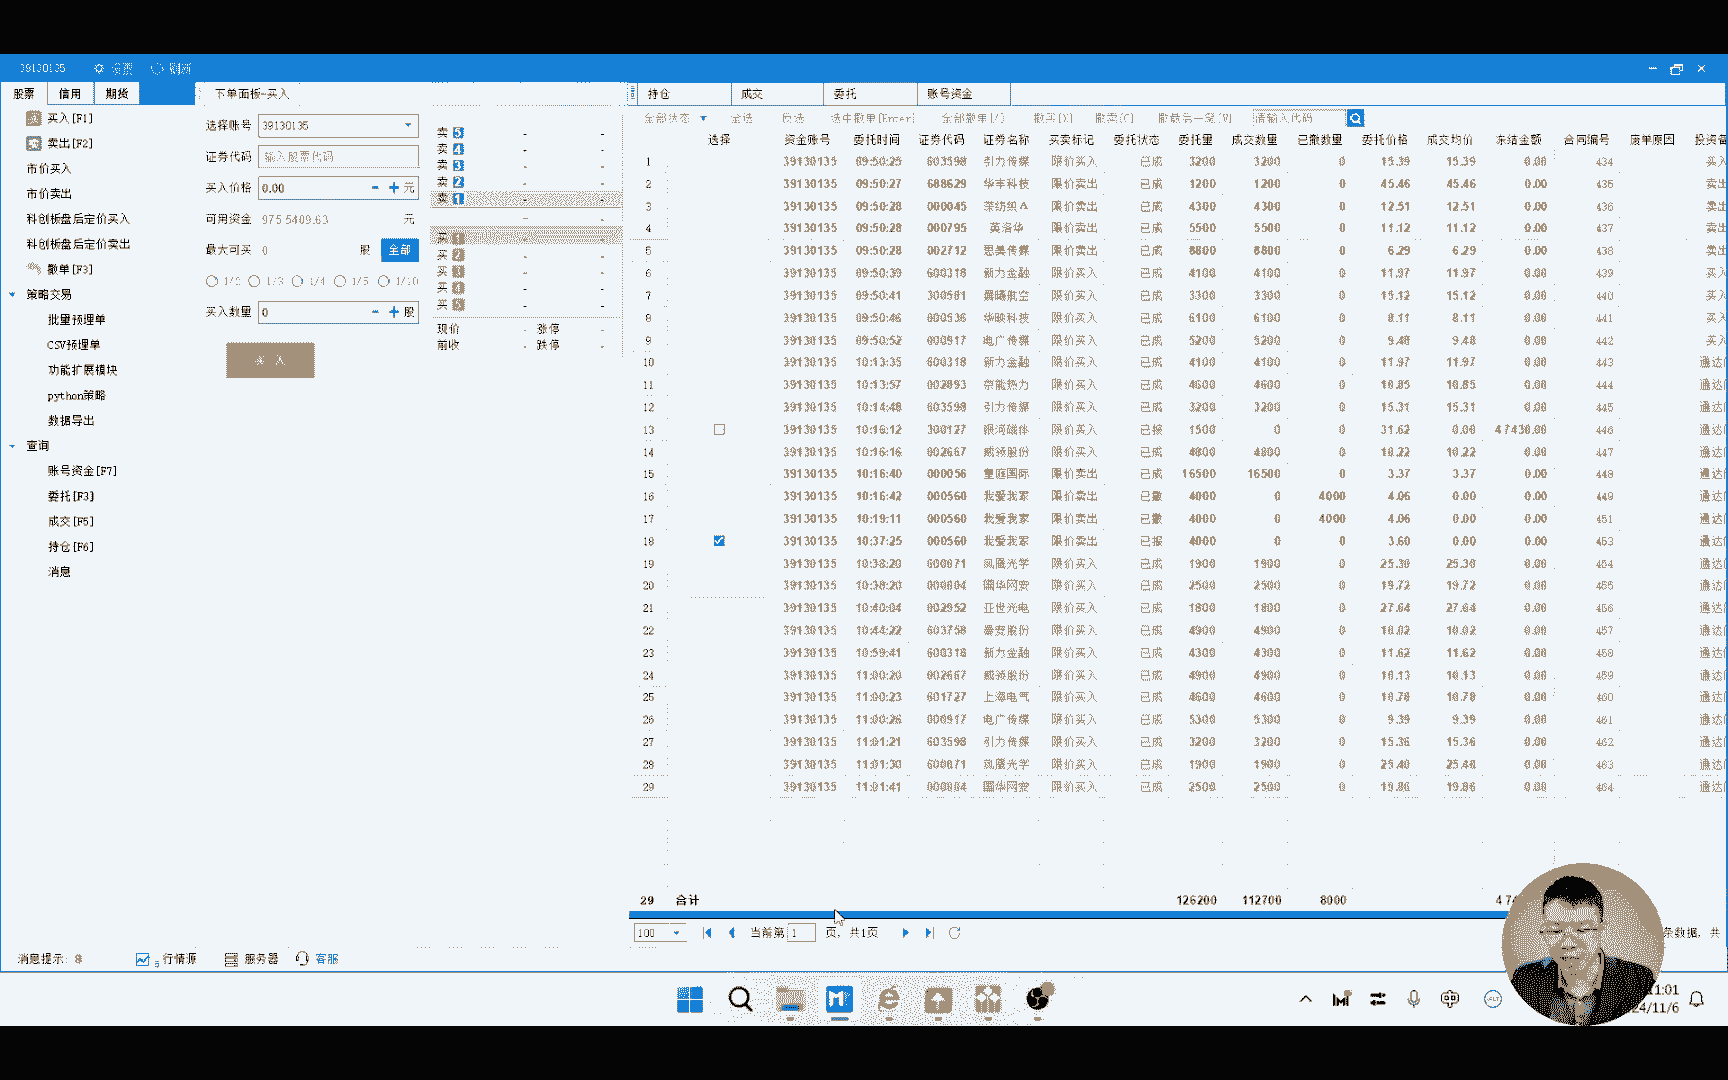 39130135 设置 刷新
股票 信用 期货
买入[F1]
卖出[F2]
市价买入
市价卖出
科创板盘后定价买入
科创板盘后定价卖出
撤单[F3]
策略交易
批量预埋单
CSV预埋单
功能扩展模块
python策略
数据导出
查询
账号资金[F7]
委托[F3]
成交[F5]
持仓[F6]
消息
下单面板-买入
选择账号 39130135
证券代码 输入股票代码
买入价格 0.00 元
可用资金 元
最大可买 0 股 全部
1/2 1/3 1/4 1/5 1/10
买入数量 0 股
买 入
卖 5 - -
卖 4 - -
卖 3 - -
卖 2 - -
卖 1 - -
买 1 - -
买 2 - -
买 3 - -
买 4 - -
买 5 - -
现价 - 涨停 -
前收 - 跌停 -
持仓 成交 委托 账号资金
全部状态 全选 反选 选中撤单[Enter] 全部撤单[/] 撤买[X] 撤卖[C] 撤最后一笔[W] 请输入代码
选择 资金账号 委托时间 证券代码 证券名称 买卖标记 委托状态 委托量 成交数量 已撤数量 委托价格 成交均价 冻结金额 合同编号 废单原因 投资备
1 39130135 09:50:25 603598 引力传媒 限价买入 已成 3200 3200 0 15.39 15.39 0.00 434 买入
2 39130135 09:50:27 688629 华丰科技 限价卖出 已成 1200 1200 0 45.46 45.46 0.00 435 卖出
3 39130135 09:50:28 000045 深纺织A 限价卖出 已成 4300 4300 0 12.51 12.51 0.00 436 卖出
4 39130135 09:50:28 000795 英洛华 限价卖出 已成 5500 5500 0 11.12 11.12 0.00 437 卖出
5 39130135 09:50:28 002712 思美传媒 限价卖出 已成 8800 8800 0 6.29 6.29 0.00 438 卖出
6 39130135 09:50:39 600318 新力金融 限价买入 已成 4100 4100 0 11.97 11.97 0.00 439 买入
7 39130135 09:50:41 300581 晨曦航空 限价买入 已成 3300 3300 0 15.12 15.12 0.00 440 买入
8 39130135 09:50:46 000536 华映科技 限价买入 已成 6100 6100 0 8.11 8.11 0.00 441 买入
9 39130135 09:50:52 000917 电广传媒 限价买入 已成 5200 5200 0 9.48 9.48 0.00 442 买入
10 39130135 10:13:35 600318 新力金融 限价买入 已成 4100 4100 0 11.97 11.97 0.00 443 通达
11 39130135 10:13:57 002893 京能热力 限价买入 已成 4600 4600 0 10.85 10.85 0.00 444 通达
12 39130135 10:14:48 603598 引力传媒 限价买入 已成 3200 3200 0 15.31 15.31 0.00 445 通达
13 39130135 10:16:12 300127 银河磁体 限价买入 已报 1500 0 0 31.62 0.00 47430.00 446 通达
14 39130135 10:16:16 002667 威领股份 限价买入 已成 4800 4800 0 10.22 10.22 0.00 447 通达
15 39130135 10:16:40 000056 皇庭国际 限价卖出 已成 16500 16500 0 3.37 3.37 0.00 448 通达
16 39130135 10:16:42 000560 我爱我家 限价卖出 已撤 4000 0 4000 4.06 0.00 0.00 449 通达
17 39130135 10:19:11 000560 我爱我家 限价卖出 已撤 4000 0 4000 4.06 0.00 0.00 451 通达
18 39130135 10:37:25 000560 我爱我家 限价卖出 已报 4000 0 0 3.60 0.00 0.00 453 通达
19 39130135 10:38:20 600071 凤凰光学 限价买入 已成 1900 1900 0 25.30 25.30 0.00 454 通达
20 39130135 10:38:20 000004 国华网安 限价买入 已成 2500 2500 0 19.72 19.72 0.00 455 通达
21 39130135 10:40:04 002952 亚世光电 限价买入 已成 1800 1800 0 27.64 27.64 0.00 456 通达
22 39130135 10:44:22 603758 秦安股份 限价买入 已成 4900 4900 0 10.02 10.02 0.00 457 通达
23 39130135 10:59:41 600318 新力金融 限价买入 已成 4300 4300 0 11.62 11.62 0.00 458 通达
24 39130135 11:00:20 002667 威领股份 限价买入 已成 4900 4900 0 10.13 10.13 0.00 459 通达
25 39130135 11:00:23 601727 上海电气 限价买入 已成 4600 4600 0 10.78 10.78 0.00 460 通达
26 39130135 11:00:26 000917 电广传媒 限价买入 已成 5300 5300 0 9.39 9.39 0.00 461 通达
27 39130135 11:01:21 603598 引力传媒 限价买入 已成 3200 3200 0 15.36 15.36 0.00 462 通达
28 39130135 11:01:30 600071 凤凰光学 限价买入 已成 1900 1900 0 25.40 25.40 0.00 463 通达
29 39130135 11:01:41 000004 国华网安 限价买入 已成 2500 2500 0 19.86 19.86 0.00 464 通达
29 合计 126200 112700 8000 47
100 当前第 1 页，共1页 条数据，共
消息提示: 8 行情源 服务器 客服
11:01
24/11/6